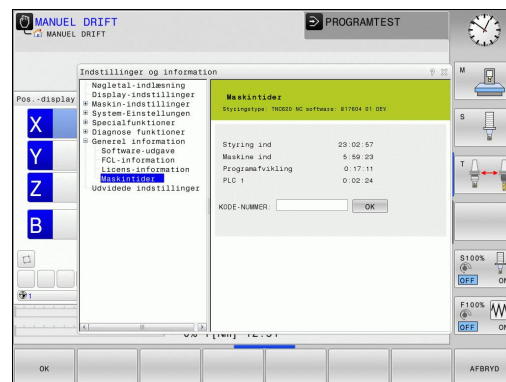 MANUEL DRIFT
MANUEL DRIFT
PROGRAMTEST
Indstillinger og information
Pos.-display
X
Y
Z
B
1
Nøgletal-indlæsning
Display-indstillinger
Maskin-indstillinger
System-Einstellungen
Specialfunktioner
Diagnose funktioner
Generel information
Software-udgave
FCL-information
Licens-information
Maskintider
Udvidede indstillinger
Maskintider
Styringstype: TNC620 NC software: 817604 01 DEV
Styring ind 23:02:57
Maskine ind 5:59:23
Programafvikling 0:17:11
PLC 1 0:02:24
KODE-NUMMER: OK
M
S
T
S100%
OFF ON
F100%
OFF ON
OK
AFBRYD